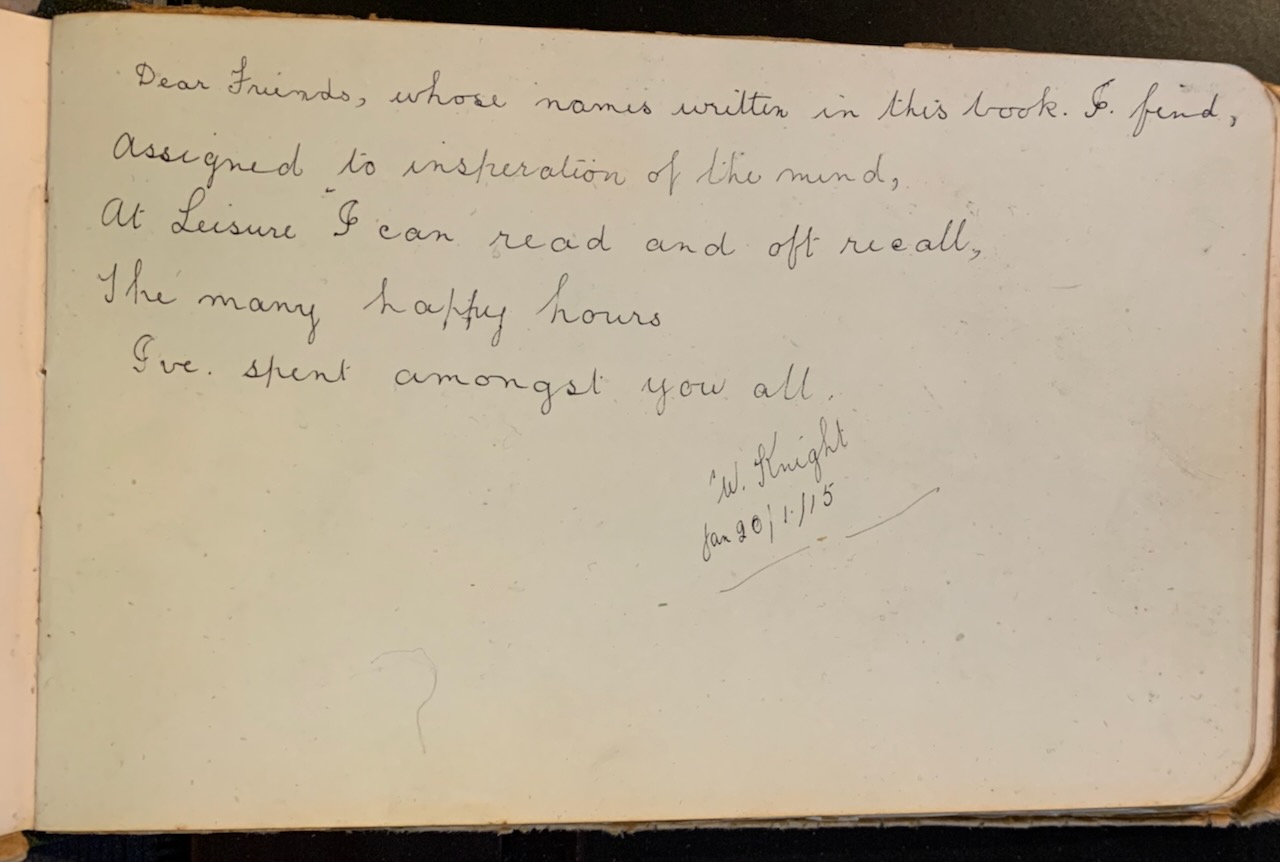 Dear Friends, whose names written in this book. I. find,
Assigned to insperation of the mind,
At Leisure I can read and oft recall,
The many happy hours
I've. spent amongst you all.
W. Knight
Jan 20/1/15